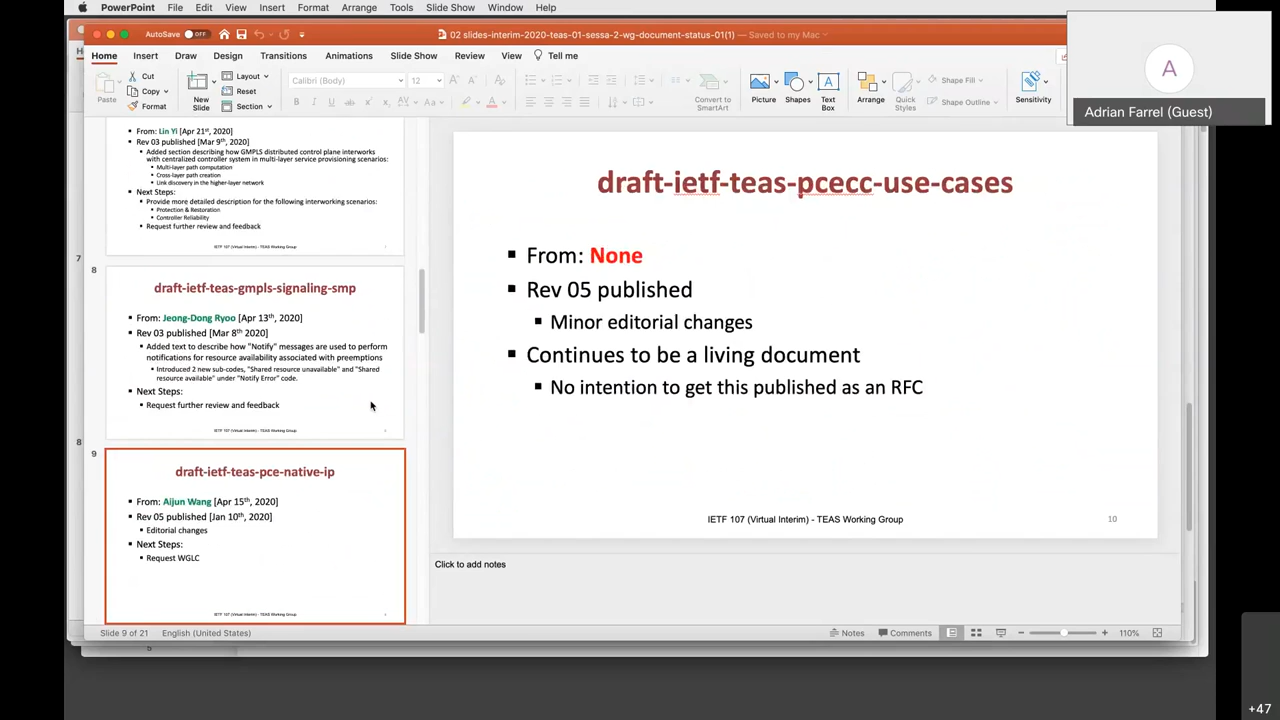 PowerPoint File Edit View Insert Format Arrange Tools Slide Show Window Help
AutoSave OFF 02 slides-interim-2020-teas-01-sessa-2-wg-document-status-01(1) — Saved to my Mac
Home Insert Draw Design Transitions Animations Slide Show Review View Tell me
Paste Cut Copy Format New Slide Layout Reset Section Calibri (Body) 12 Convert to SmartArt Picture Shapes Text Box Arrange Quick Styles Shape Fill Shape Outline Sensitivity
A
Adrian Farrel (Guest)
From: Lin Yi [Apr 21st, 2020]
Rev 03 published [Mar 9th, 2020]
Added section describing how GMPLS distributed control plane interworks
with centralized controller system in multi-layer service provisioning scenarios:
Multi-layer path computation
Cross-layer path creation
Link discovery in the higher-layer network
Next Steps:
Provide more detailed description for the following interworking scenarios:
Protection & Restoration
Controller Reliability
Request further review and feedback
IETF 107 (Virtual Interim) - TEAS Working Group
7
8
draft-ietf-teas-gmpls-signaling-smp
From: Jeong-Dong Ryoo [Apr 13th, 2020]
Rev 03 published [Mar 8th 2020]
Added text to describe how "Notify" messages are used to perform
notifications for resource availability associated with preemptions
Introduced 2 new sub-codes, "Shared resource unavailable" and "Shared
resource available" under "Notify Error" code.
Next Steps:
Request further review and feedback
IETF 107 (Virtual Interim) - TEAS Working Group
8
9
draft-ietf-teas-pce-native-ip
From: Aijun Wang [Apr 15th, 2020]
Rev 05 published [Jan 10th, 2020]
Editorial changes
Next Steps:
Request WGLC
IETF 107 (Virtual Interim) - TEAS Working Group
draft-ietf-teas-pcecc-use-cases
From: None
Rev 05 published
Minor editorial changes
Continues to be a living document
No intention to get this published as an RFC
IETF 107 (Virtual Interim) - TEAS Working Group
10
Click to add notes
Slide 9 of 21 English (United States) Notes Comments 110%
5
+47